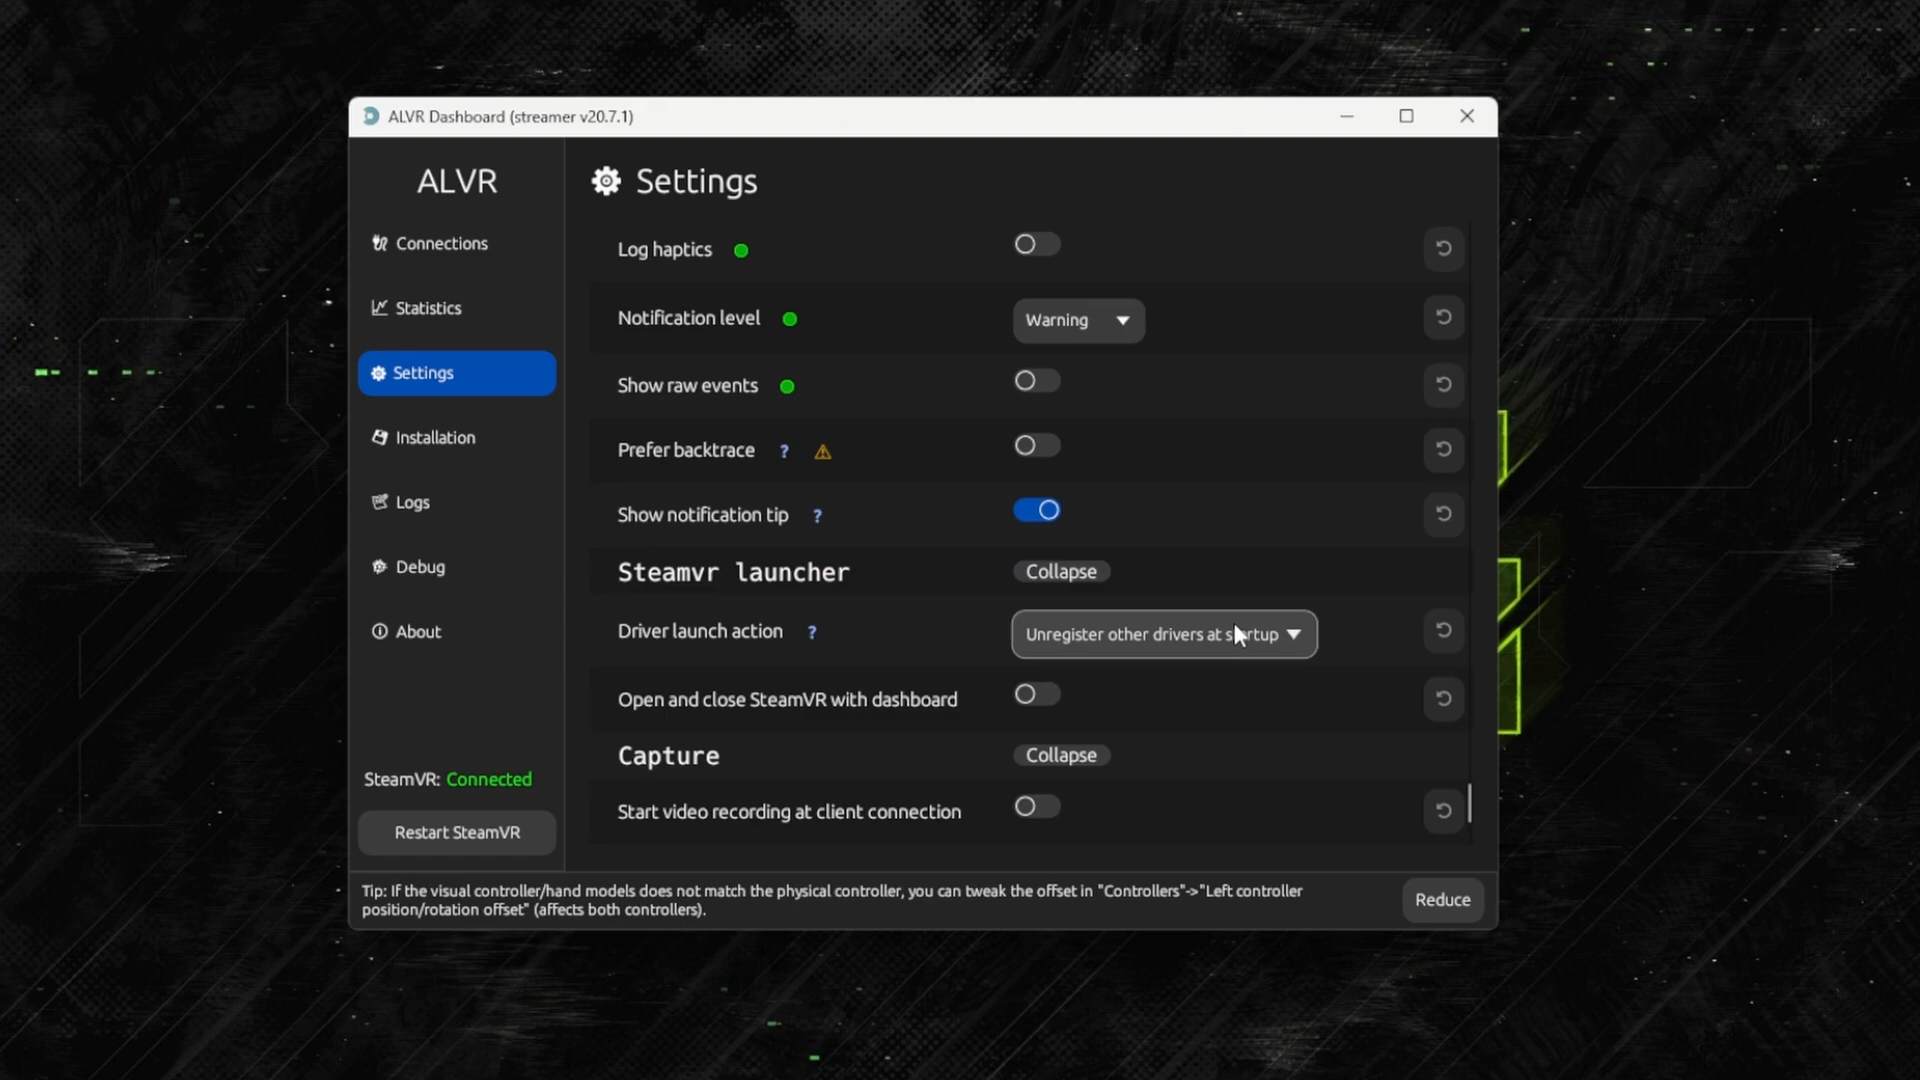 ALVR Dashboard (streamer v20.7.1)
ALVR
Connections
Statistics
Settings
Installation
Logs
Debug
About
SteamVR: Connected
Restart SteamVR
Settings
Log haptics
Notification level
Warning
Show raw events
Prefer backtrace ?
Show notification tip ?
Steamvr launcher
Collapse
Driver launch action ?
Unregister other drivers at startup
Open and close SteamVR with dashboard
Capture
Collapse
Start video recording at client connection
Tip: If the visual controller/hand models does not match the physical controller, you can tweak the offset in "Controllers"->"Left controller
position/rotation offset" (affects both controllers).
Reduce